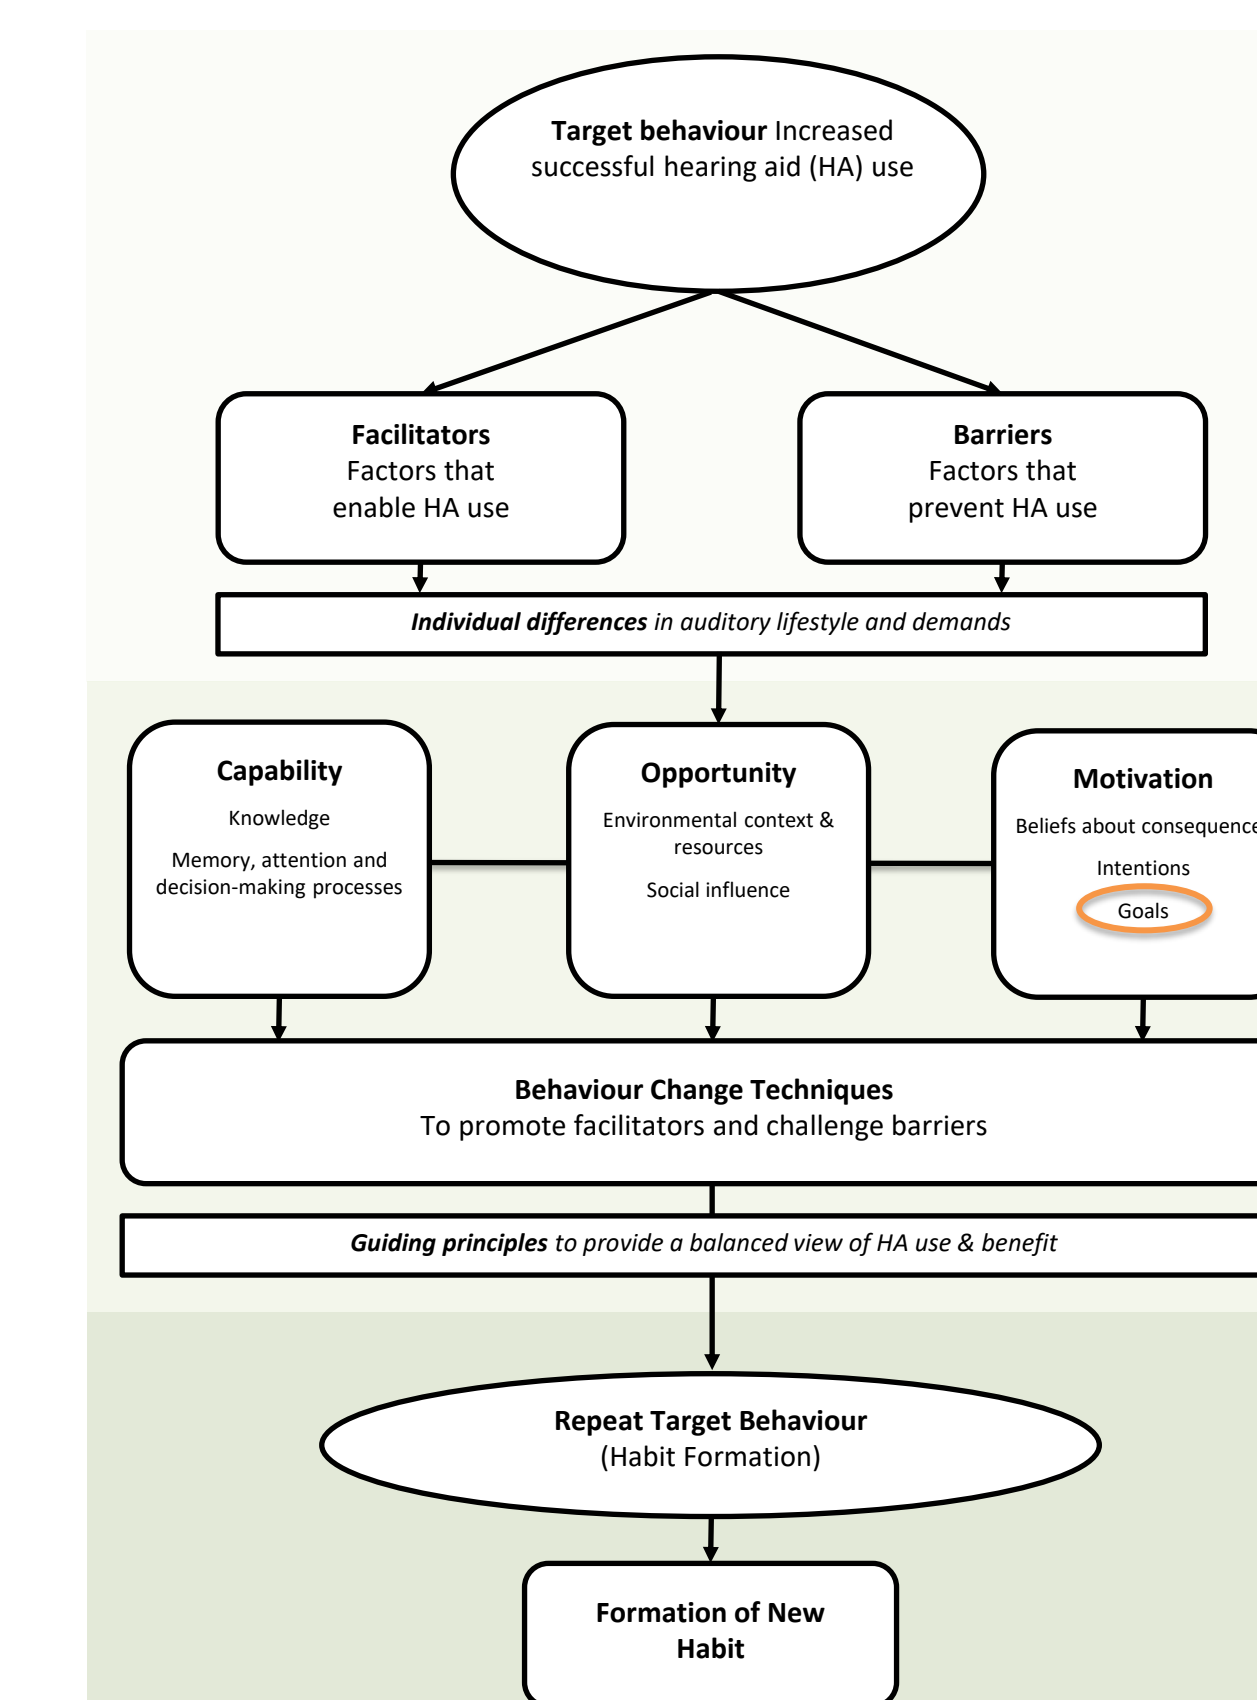 Target behaviour Increased
successful hearing aid (HA) use
Facilitators
Factors that
enable HA use
Barriers
Factors that
prevent HA use
Individual differences in auditory lifestyle and demands
Capability
Knowledge
Memory, attention and
decision-making processes
Opportunity
Environmental context &
resources
Social influence
Motivation
Beliefs about consequence
Intentions
Goals
Behaviour Change Techniques
To promote facilitators and challenge barriers
Guiding principles to provide a balanced view of HA use & benefit
Repeat Target Behaviour
(Habit Formation)
Formation of New
Habit